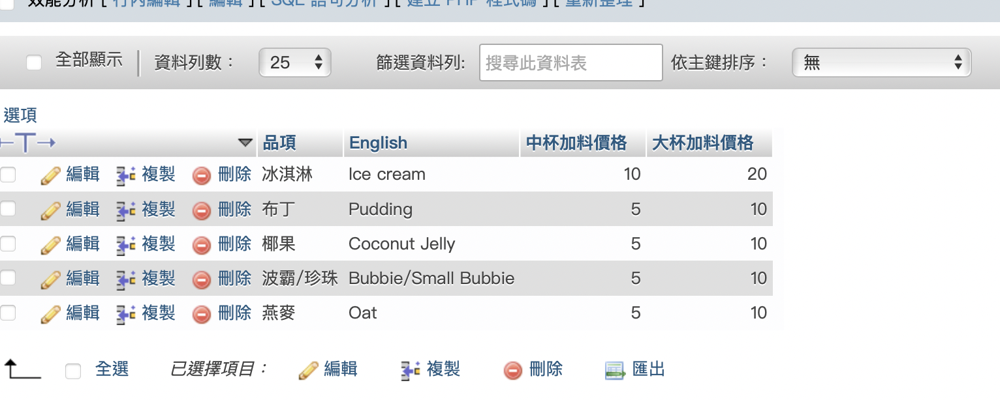 效能分析 [ 行內編輯 ] [ 編輯 ] [ SQL 語句分析 ] [ 建立 PHP 程式碼 ] [ 重新整理 ]
全部顯示 資料列數： 25 篩選資料列: 搜尋此資料表 依主鍵排序： 無
選項
品項 English 中杯加料價格 大杯加料價格
編輯 複製 刪除 冰淇淋 Ice cream 10 20
編輯 複製 刪除 布丁 Pudding 5 10
編輯 複製 刪除 椰果 Coconut Jelly 5 10
編輯 複製 刪除 波霸/珍珠 Bubbie/Small Bubbie 5 10
編輯 複製 刪除 燕麥 Oat 5 10
全選 已選擇項目： 編輯 複製 刪除 匯出